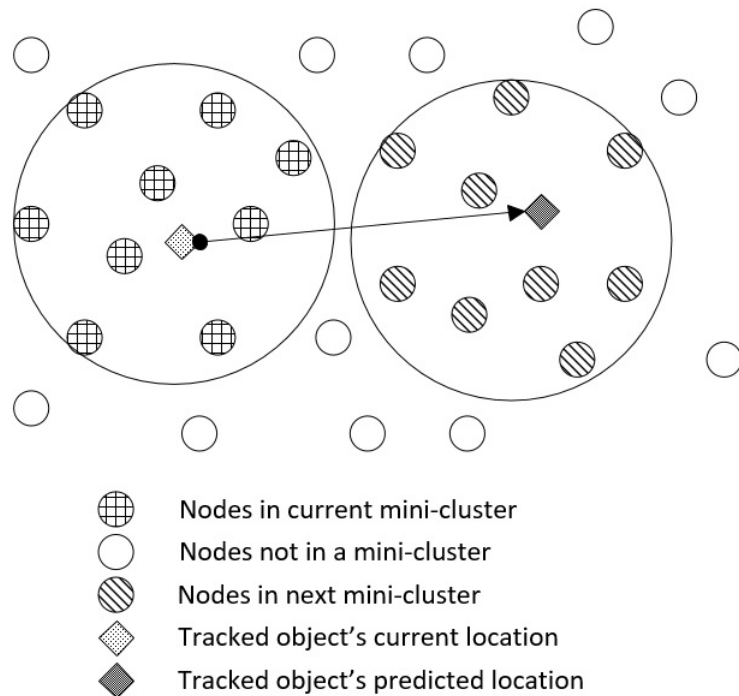 Nodes in current mini-cluster
Nodes not in a mini-cluster
Nodes in next mini-cluster
Tracked object's current location
Tracked object's predicted location